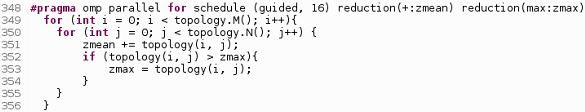 348 #pragma omp parallel for schedule (guided, 16) reduction(+:zmean) reduction(max:zmax)
349 for (int i = 0; i < topology.M(); i++){
350 for (int j = 0; j < topology.N(); j++) {
351 zmean += topology(i, j);
352 if (topology(i, j) > zmax){
353 zmax = topology(i, j);
354 }
355 }
356 }